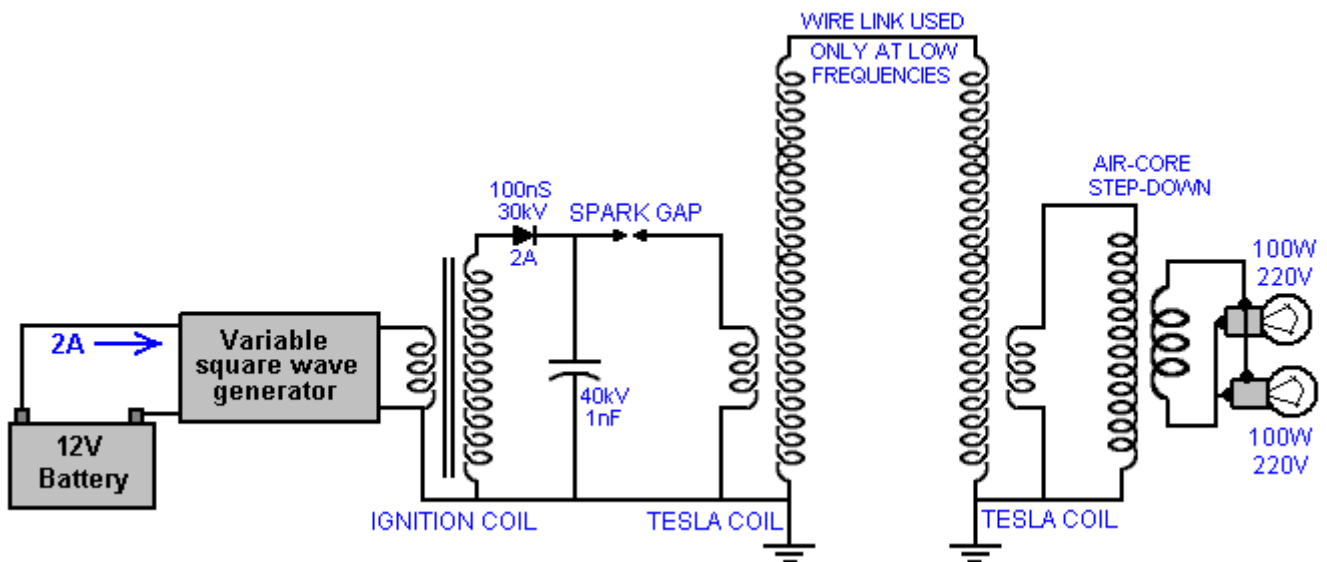 WIRE LINK USED
ONLY AT LOW
FREQUENCIES
AIR-CORE
STEP-DOWN
100nS
30kV
SPARK GAP
2A
100W
220V
2A
Variable
square wave
generator
40kV
1nF
12V
Battery
100W
220V
IGNITION COIL
TESLA COIL
TESLA COIL